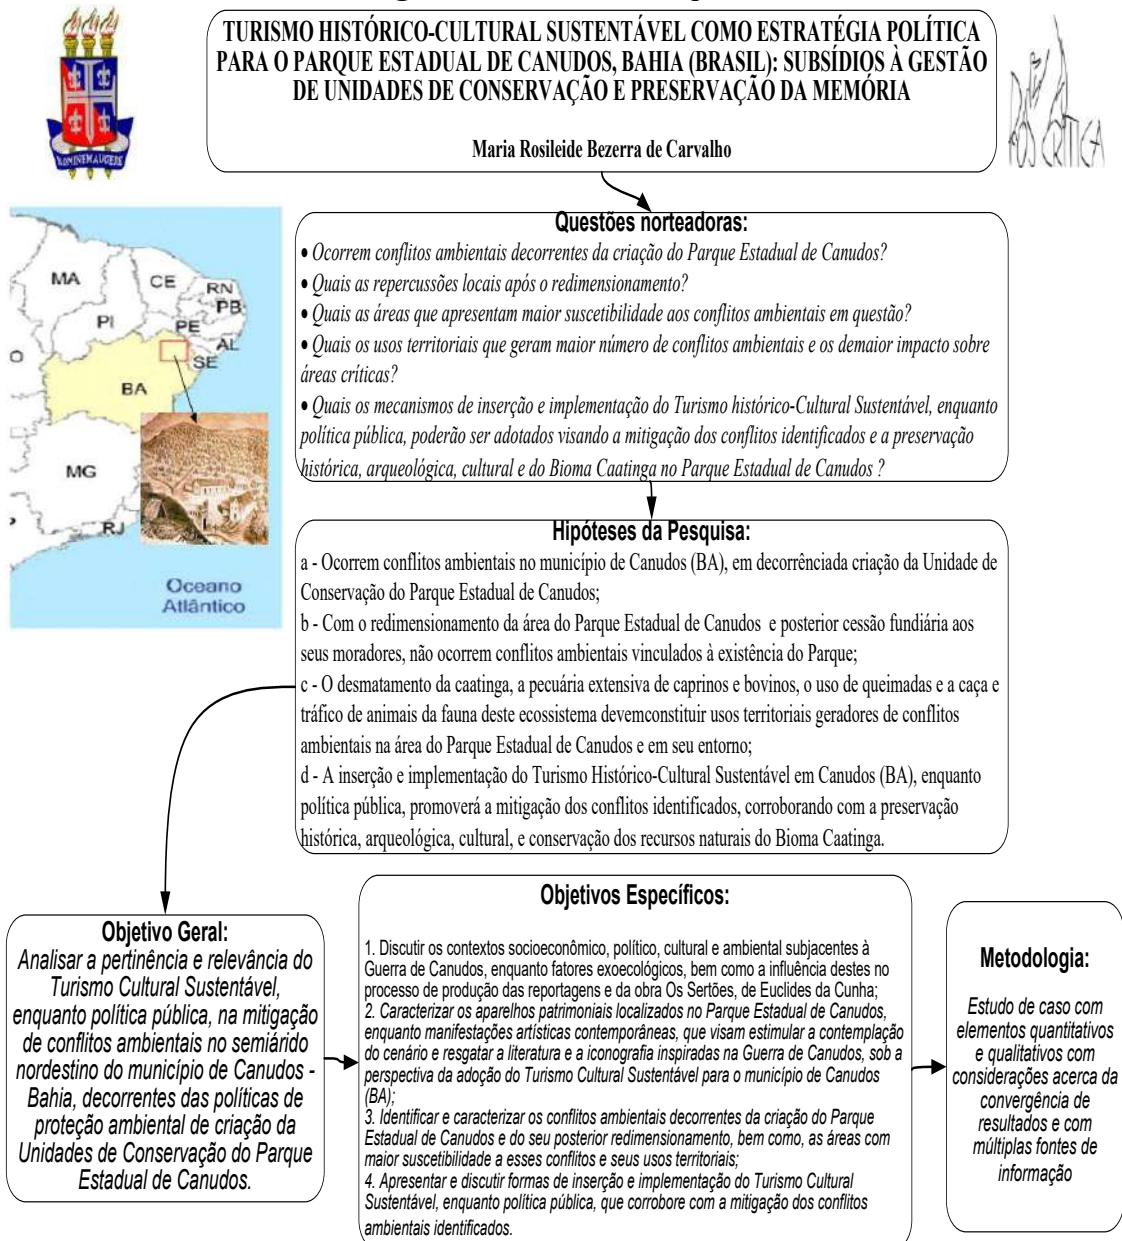 TURISMO HISTÓRICO-CULTURAL SUSTENTÁVEL COMO ESTRATÉGIA POLÍTICA
PARA O PARQUE ESTADUAL DE CANUDOS, BAHIA (BRASIL): SUBSÍDIOS À GESTÃO
DE UNIDADES DE CONSERVAÇÃO E PRESERVAÇÃO DA MEMÓRIA
Maria Rosileide Bezerra de Carvalho
HOMINEM AUGERE
PÓS CRÍTICA
MA
CE
RN
PB
PI
PE
AL
SE
O
BA
MG
RJ
Oceano
Atlântico
Questões norteadoras:
• Ocorrem conflitos ambientais decorrentes da criação do Parque Estadual de Canudos?
• Quais as repercussões locais após o redimensionamento?
• Quais as áreas que apresentam maior suscetibilidade aos conflitos ambientais em questão?
• Quais os usos territoriais que geram maior número de conflitos ambientais e os demaior impacto sobre
áreas críticas?
• Quais os mecanismos de inserção e implementação do Turismo histórico-Cultural Sustentável, enquanto
política pública, poderão ser adotados visando a mitigação dos conflitos identificados e a preservação
histórica, arqueológica, cultural e do Bioma Caatinga no Parque Estadual de Canudos ?
Hipóteses da Pesquisa:
a - Ocorrem conflitos ambientais no município de Canudos (BA), em decorrênciada criação da Unidade de
Conservação do Parque Estadual de Canudos;
b - Com o redimensionamento da área do Parque Estadual de Canudos e posterior cessão fundiária aos
seus moradores, não ocorrem conflitos ambientais vinculados à existência do Parque;
c - O desmatamento da caatinga, a pecuária extensiva de caprinos e bovinos, o uso de queimadas e a caça e
tráfico de animais da fauna deste ecossistema devemconstituir usos territoriais geradores de conflitos
ambientais na área do Parque Estadual de Canudos e em seu entorno;
d - A inserção e implementação do Turismo Histórico-Cultural Sustentável em Canudos (BA), enquanto
política pública, promoverá a mitigação dos conflitos identificados, corroborando com a preservação
histórica, arqueológica, cultural, e conservação dos recursos naturais do Bioma Caatinga.
Objetivo Geral:
Analisar a pertinência e relevância do
Turismo Cultural Sustentável,
enquanto política pública, na mitigação
de conflitos ambientais no semiárido
nordestino do município de Canudos -
Bahia, decorrentes das políticas de
proteção ambiental de criação da
Unidades de Conservação do Parque
Estadual de Canudos.
Objetivos Específicos:
1. Discutir os contextos socioeconômico, político, cultural e ambiental subjacentes à
Guerra de Canudos, enquanto fatores exoecológicos, bem como a influência destes no
processo de produção das reportagens e da obra Os Sertões, de Euclides da Cunha;
2. Caracterizar os aparelhos patrimoniais localizados no Parque Estadual de Canudos,
enquanto manifestações artísticas contemporâneas, que visam estimular a contemplação
do cenário e resgatar a literatura e a iconografia inspiradas na Guerra de Canudos, sob a
perspectiva da adoção do Turismo Cultural Sustentável para o município de Canudos
(BA);
3. Identificar e caracterizar os conflitos ambientais decorrentes da criação do Parque
Estadual de Canudos e do seu posterior redimensionamento, bem como, as áreas com
maior suscetibilidade a esses conflitos e seus usos territoriais;
4. Apresentar e discutir formas de inserção e implementação do Turismo Cultural
Sustentável, enquanto política pública, que corrobore com a mitigação dos conflitos
ambientais identificados.
Metodologia:
Estudo de caso com
elementos quantitativos
e qualitativos com
considerações acerca da
convergência de
resultados e com
múltiplas fontes de
informação